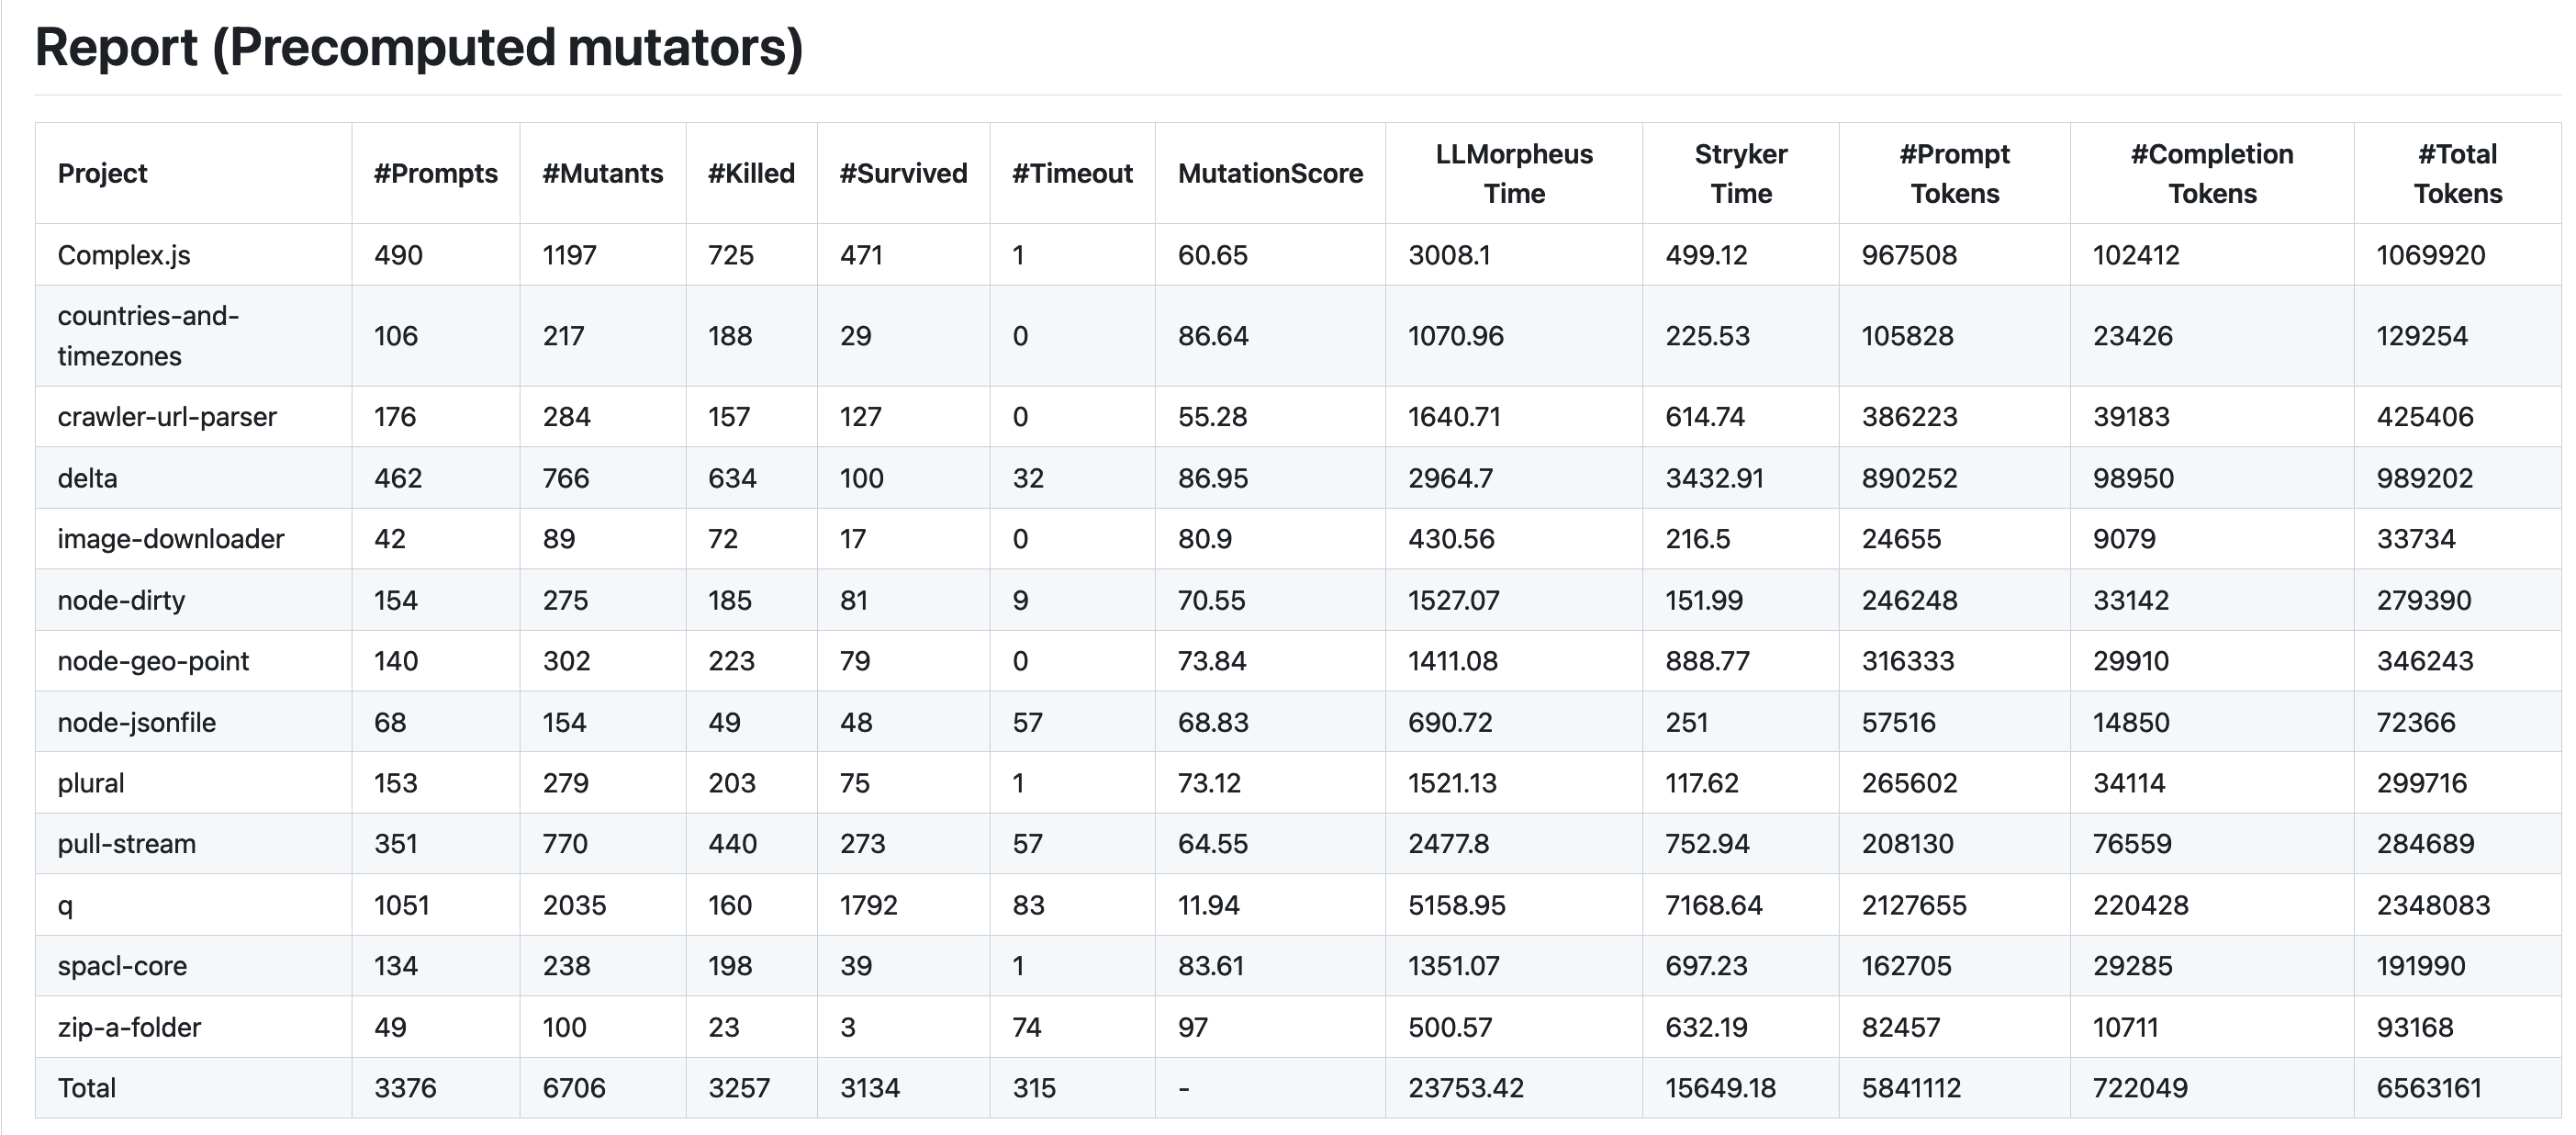 Report (Precomputed mutators)
Project #Prompts #Mutants #Killed #Survived #Timeout MutationScore LLMorpheus Time Stryker Time #Prompt Tokens #Completion Tokens #Total Tokens
Complex.js 490 1197 725 471 1 60.65 3008.1 499.12 967508 102412 1069920
countries-and-timezones 106 217 188 29 0 86.64 1070.96 225.53 105828 23426 129254
crawler-url-parser 176 284 157 127 0 55.28 1640.71 614.74 386223 39183 425406
delta 462 766 634 100 32 86.95 2964.7 3432.91 890252 98950 989202
image-downloader 42 89 72 17 0 80.9 430.56 216.5 24655 9079 33734
node-dirty 154 275 185 81 9 70.55 1527.07 151.99 246248 33142 279390
node-geo-point 140 302 223 79 0 73.84 1411.08 888.77 316333 29910 346243
node-jsonfile 68 154 49 48 57 68.83 690.72 251 57516 14850 72366
plural 153 279 203 75 1 73.12 1521.13 117.62 265602 34114 299716
pull-stream 351 770 440 273 57 64.55 2477.8 752.94 208130 76559 284689
q 1051 2035 160 1792 83 11.94 5158.95 7168.64 2127655 220428 2348083
spacl-core 134 238 198 39 1 83.61 1351.07 697.23 162705 29285 191990
zip-a-folder 49 100 23 3 74 97 500.57 632.19 82457 10711 93168
Total 3376 6706 3257 3134 315 - 23753.42 15649.18 5841112 722049 6563161